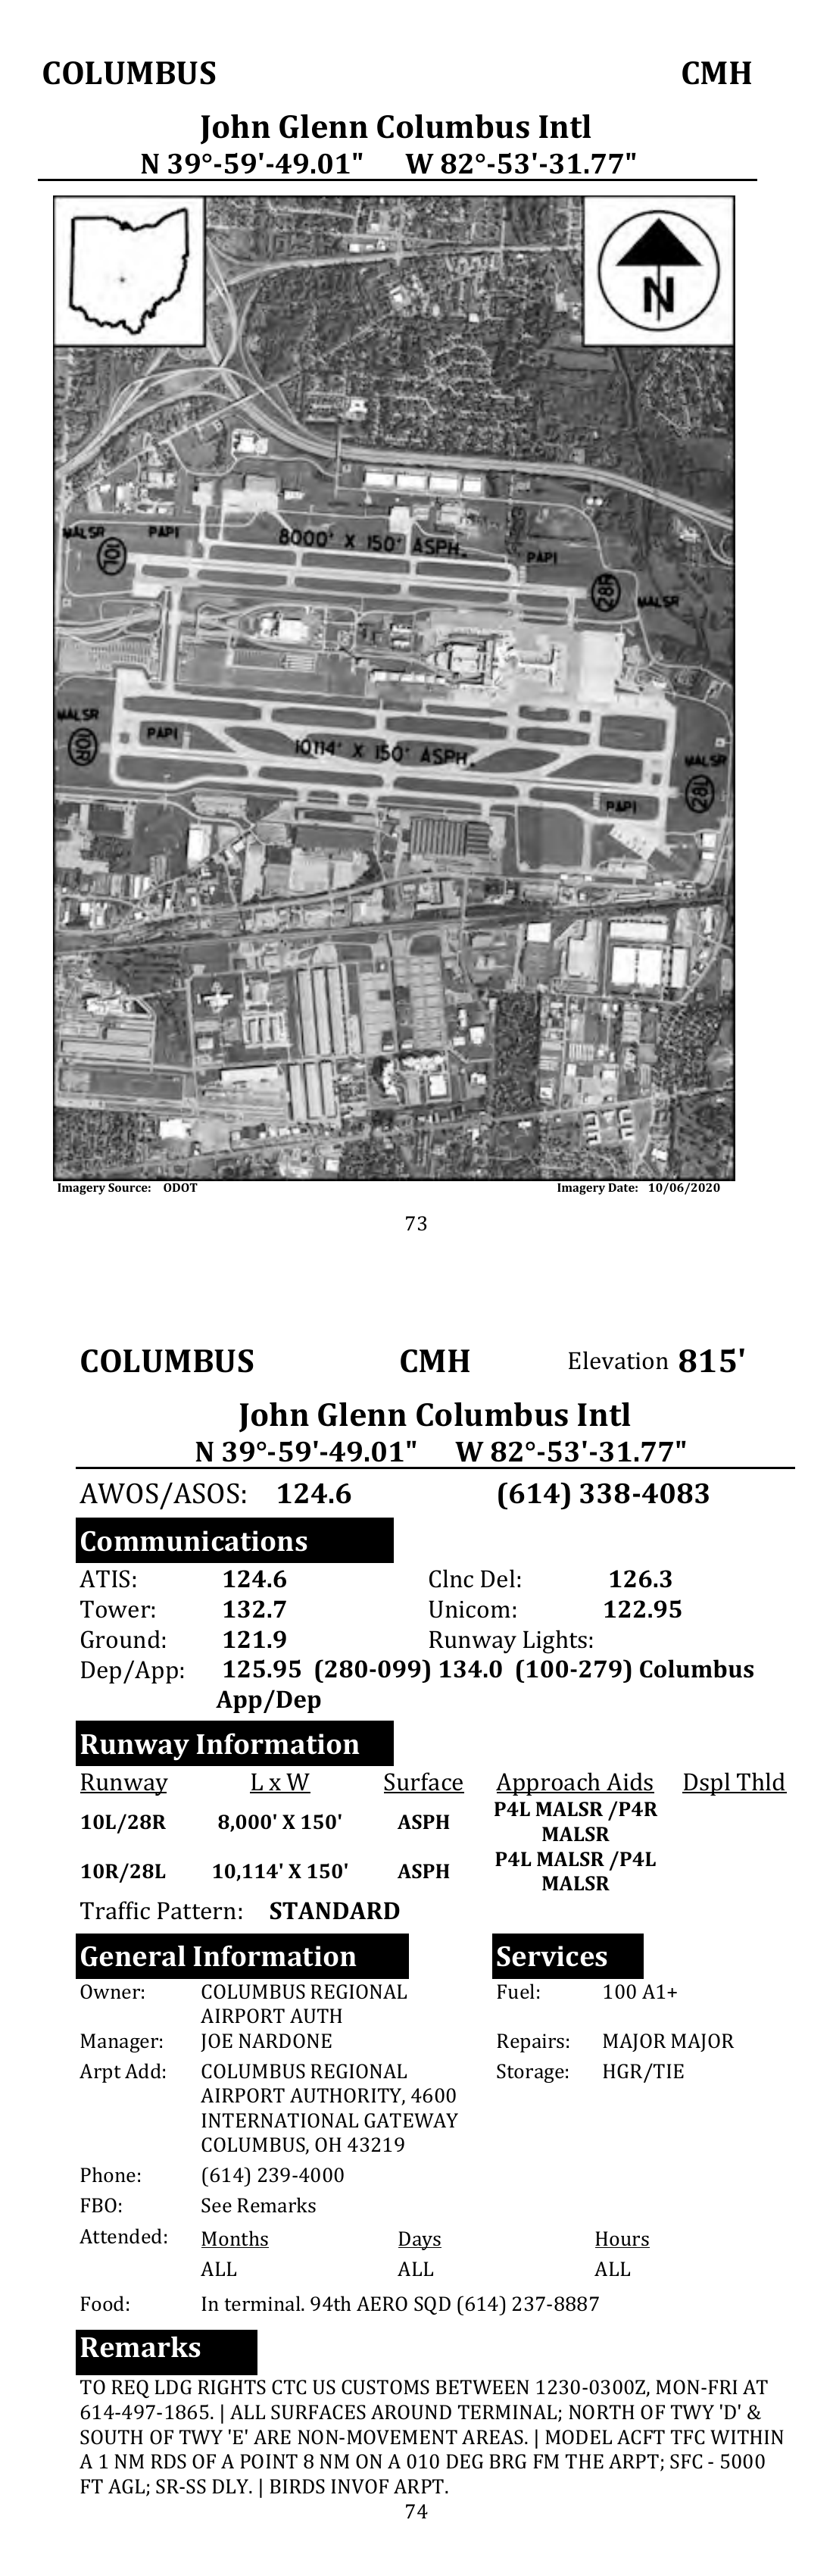 COLUMBUS CMH
John Glenn Columbus Intl
N 39°-59'-49.01" W 82°-53'-31.77"
N
MALSR PAPI 8000' X 150' ASPH.
PAPI
10L
28R MALSR
MALSR
PAPI
10R
10114' X 150' ASPH.
MALSR
28L
PAPI
Imagery Source: ODOT Imagery Date: 10/06/2020
73
COLUMBUS CMH Elevation 815'
John Glenn Columbus Intl
N 39°-59'-49.01" W 82°-53'-31.77"
AWOS/ASOS: 124.6 (614) 338-4083
Communications
ATIS: 124.6 Clnc Del: 126.3
Tower: 132.7 Unicom: 122.95
Ground: 121.9 Runway Lights:
Dep/App: 125.95 (280-099) 134.0 (100-279) Columbus
App/Dep
Runway Information
Runway L x W Surface Approach Aids Dspl Thld
10L/28R 8,000' X 150' ASPH P4L MALSR /P4R
MALSR
10R/28L 10,114' X 150' ASPH P4L MALSR /P4L
MALSR
Traffic Pattern: STANDARD
General Information Services
Owner: COLUMBUS REGIONAL Fuel: 100 A1+
AIRPORT AUTH
Manager: JOE NARDONE Repairs: MAJOR MAJOR
Arpt Add: COLUMBUS REGIONAL Storage: HGR/TIE
AIRPORT AUTHORITY, 4600
INTERNATIONAL GATEWAY
COLUMBUS, OH 43219
Phone: (614) 239-4000
FBO: See Remarks
Attended: Months Days Hours
ALL ALL ALL
Food: In terminal. 94th AERO SQD (614) 237-8887
Remarks
TO REQ LDG RIGHTS CTC US CUSTOMS BETWEEN 1230-0300Z, MON-FRI AT
614-497-1865. | ALL SURFACES AROUND TERMINAL; NORTH OF TWY 'D' &
SOUTH OF TWY 'E' ARE NON-MOVEMENT AREAS. | MODEL ACFT TFC WITHIN
A 1 NM RDS OF A POINT 8 NM ON A 010 DEG BRG FM THE ARPT; SFC - 5000
FT AGL; SR-SS DLY. | BIRDS INVOF ARPT.
74